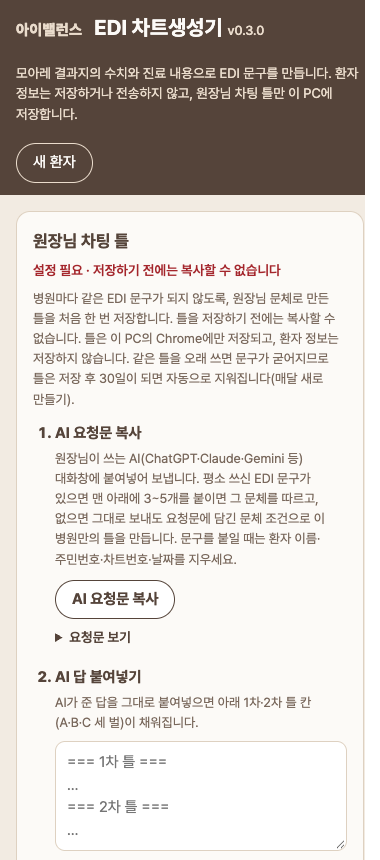 아이밸런스 EDI 차트생성기 v0.3.0
모아레 결과지의 수치와 진료 내용으로 EDI 문구를 만듭니다. 환자
정보는 저장하거나 전송하지 않고, 원장님 차팅 틀만 이 PC에
저장합니다.
새 환자
원장님 차팅 틀
설정 필요 · 저장하기 전에는 복사할 수 없습니다
병원마다 같은 EDI 문구가 되지 않도록, 원장님 문체로 만든
틀을 처음 한 번 저장합니다. 틀을 저장하기 전에는 복사할 수
없습니다. 틀은 이 PC의 Chrome에만 저장되고, 환자 정보는
저장하지 않습니다. 같은 틀을 오래 쓰면 문구가 굳어지므로
틀은 저장 후 30일이 되면 자동으로 지워집니다(매달 새로
만들기).
1. AI 요청문 복사
원장님이 쓰는 AI(ChatGPT·Claude·Gemini 등)
대화창에 붙여넣어 보냅니다. 평소 쓰신 EDI 문구가
있으면 맨 아래에 3~5개를 붙이면 그 문체를 따르고,
없으면 그대로 보내도 요청문에 담긴 문체 조건으로 이
병원만의 틀을 만듭니다. 문구를 붙일 때는 환자 이름·
주민번호·차트번호·날짜를 지우세요.
AI 요청문 복사
▶ 요청문 보기
2. AI 답 붙여넣기
AI가 준 답을 그대로 붙여넣으면 아래 1차·2차 틀 칸
(A·B·C 세 벌)이 채워집니다.
=== 1차 틀 ===
...
=== 2차 틀 ===
...